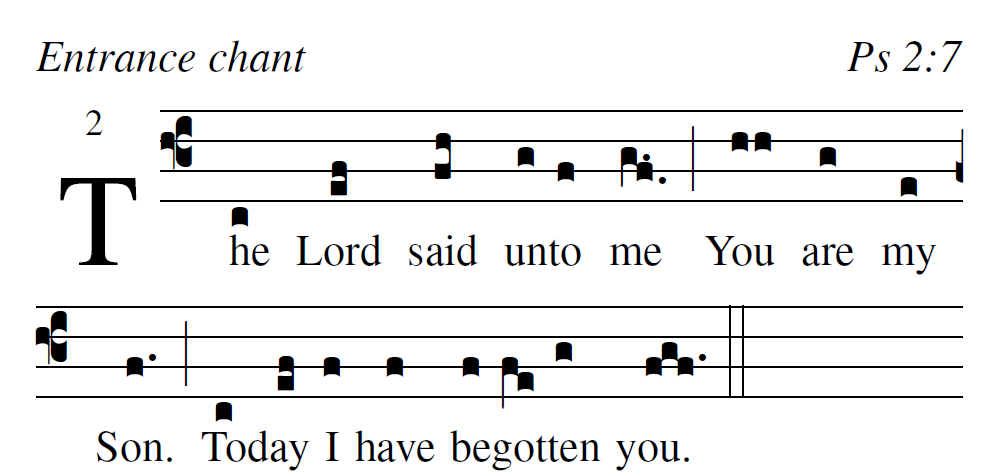 Entrance chant Ps 2:7
2
The Lord said unto me You are my
Son. Today I have begotten you.